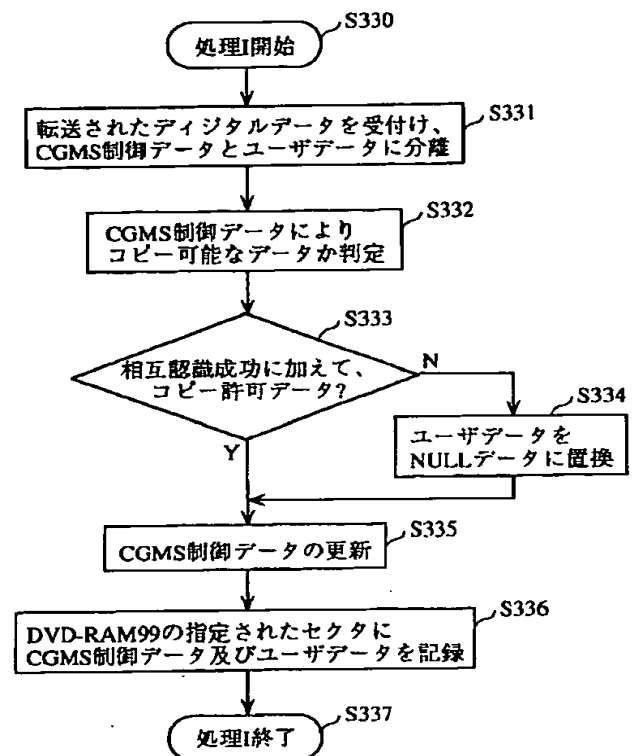 S330
処理I開始
S331
転送されたディジタルデータを受付け、
CGMS制御データとユーザデータに分離
S332
CGMS制御データにより
コピー可能なデータか判定
S333
相互認識成功に加えて、
コピー許可データ?
N
S334
ユーザデータを
NULLデータに置換
Y
S335
CGMS制御データの更新
S336
DVD-RAM99の指定されたセクタに
CGMS制御データ及びユーザデータを記録
S337
処理I終了